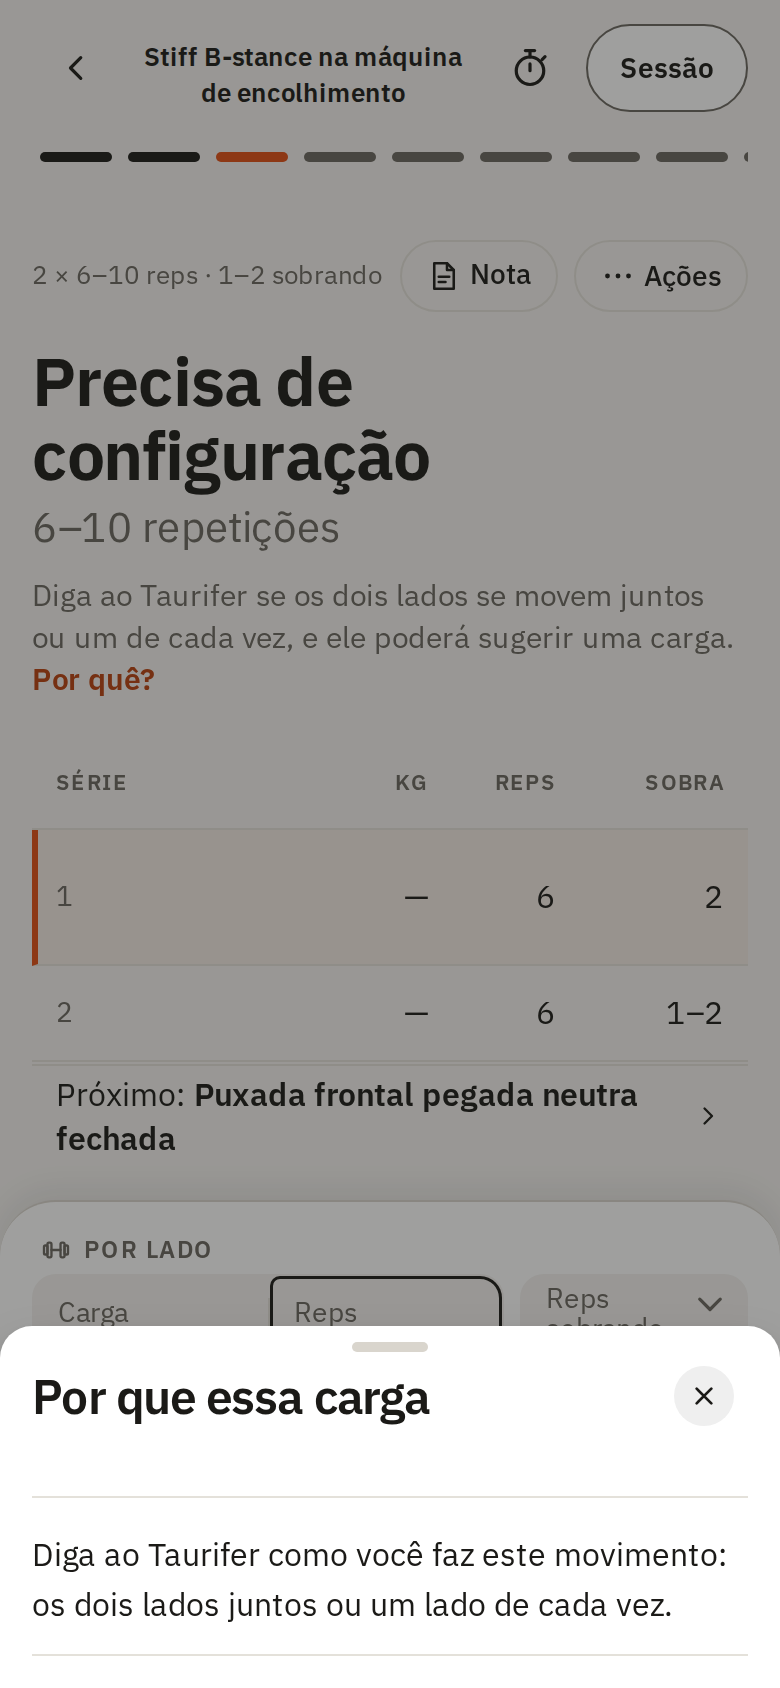 Stiff B-stance na máquina
de encolhimento
Sessão
2 × 6–10 reps · 1–2 sobrando
Nota
Ações
Precisa de
configuração
6–10 repetições
Diga ao Taurifer se os dois lados se movem juntos
ou um de cada vez, e ele poderá sugerir uma carga.
Por quê?
SÉRIE KG REPS SOBRA
1 — 6 2
2 — 6 1–2
Próximo: Puxada frontal pegada neutra
fechada
POR LADO
Carga
Reps
Reps
sobrando
Por que essa carga
Diga ao Taurifer como você faz este movimento:
os dois lados juntos ou um lado de cada vez.